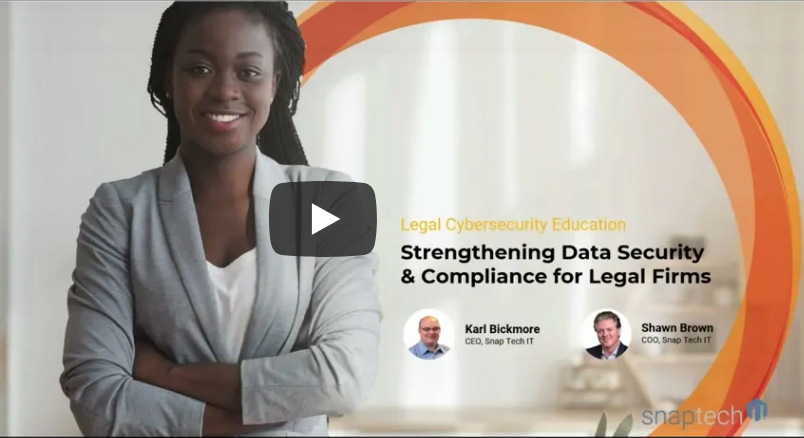 Legal Cybersecurity Education
Strengthening Data Security
& Compliance for Legal Firms
Karl Bickmore
CEO, Snap Tech IT
Shawn Brown
COO, Snap Tech IT
snaptech IT